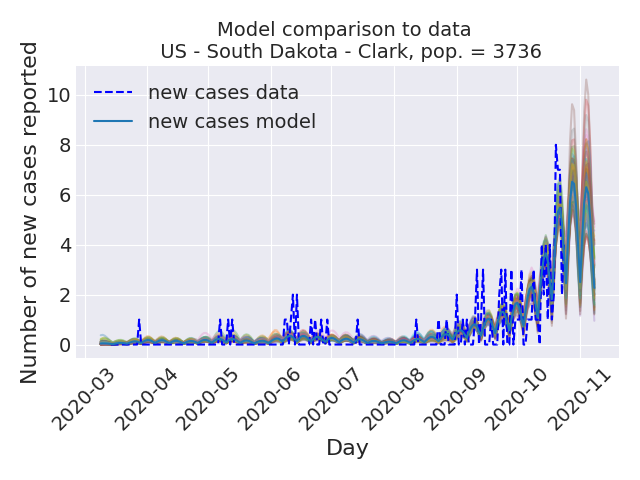 Model comparison to data
US - South Dakota - Clark, pop. = 3736
Number of new cases reported
new cases data
new cases model
10
8
6
4
2
0
2020-03
2020-04
2020-05
2020-06
2020-07
2020-08
2020-09
2020-10
2020-11
Day